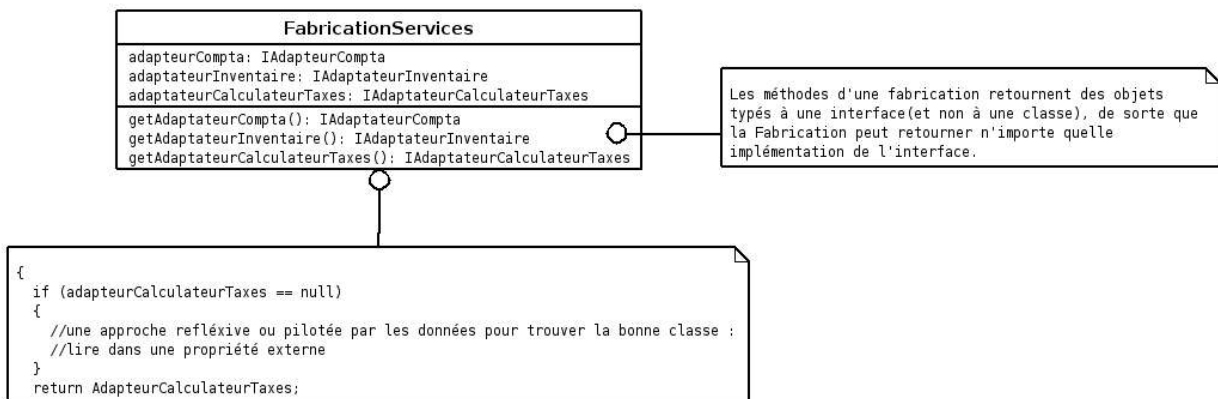 FabricationServices
adapteurCompta: IAdapteurCompta
adaptateurInventaire: IAdaptateurInventaire
adaptateurCalculateurTaxes: IAdaptateurCalculateurTaxes
getAdaptateurCompta(): IAdaptateurCompta
getAdaptateurInventaire(): IAdaptateurInventaire
getAdaptateurCalculateurTaxes(): IAdaptateurCalculateurTaxes
Les méthodes d'une fabrication retournent des objets
typés à une interface(et non à une classe), de sorte que
la Fabrication peut retourner n'importe quelle
implémentation de l'interface.
{
if (adapteurCalculateurTaxes == null)
{
//une approche refléxive ou pilotée par les données pour trouver la bonne classe :
//lire dans une propriété externe
}
return AdapteurCalculateurTaxes;